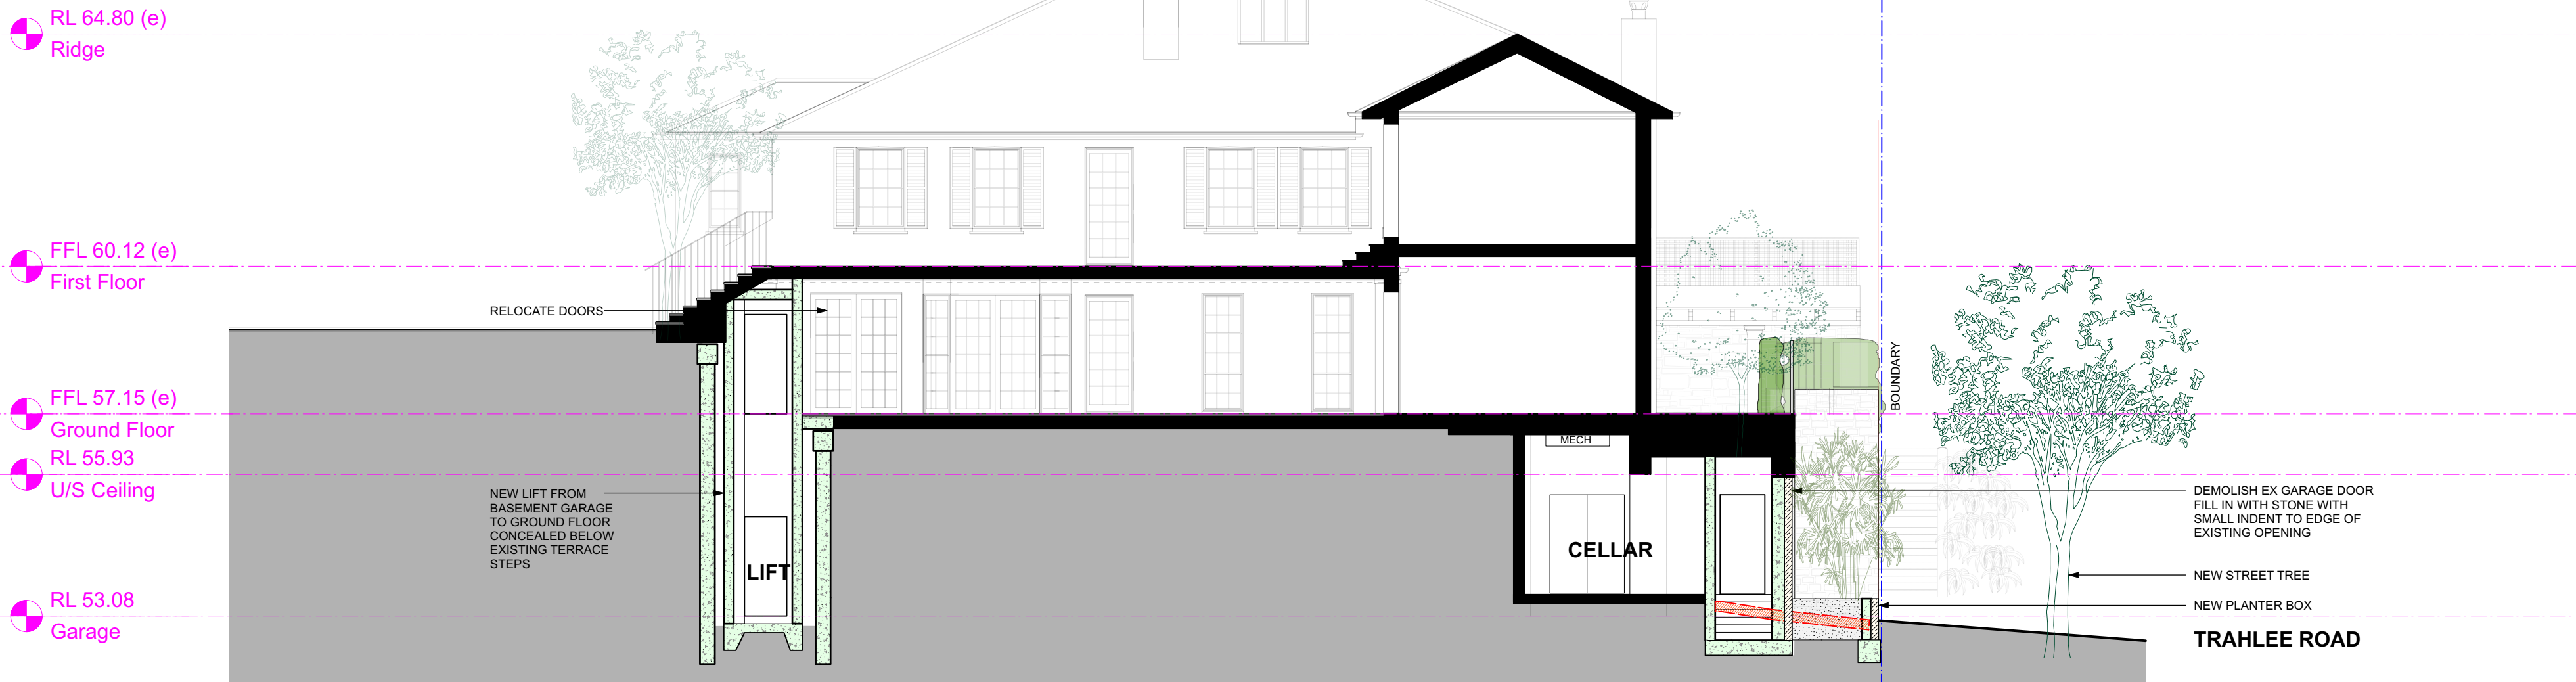 RL 64.80 (e)
Ridge
FFL 60.12 (e)
First Floor
RELOCATE DOORS
BOUNDARY
FFL 57.15 (e)
Ground Floor
MECH
RL 55.93
U/S Ceiling
NEW LIFT FROM
BASEMENT GARAGE
TO GROUND FLOOR
CONCEALED BELOW
EXISTING TERRACE
STEPS
LIFT
CELLAR
DEMOLISH EX GARAGE DOOR
FILL IN WITH STONE WITH
SMALL INDENT TO EDGE OF
EXISTING OPENING
NEW STREET TREE
NEW PLANTER BOX
RL 53.08
Garage
TRAHLEE ROAD